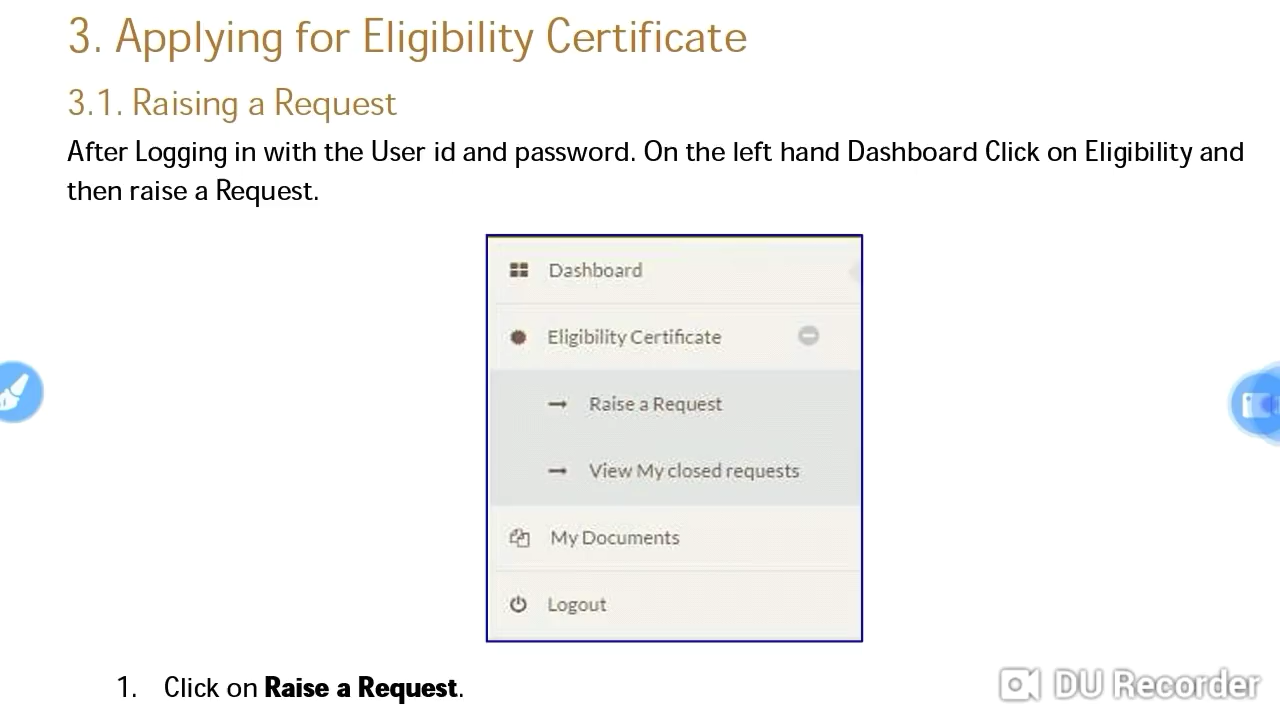 3. Applying for Eligibility Certificate
3.1. Raising a Request
After Logging in with the User id and password. On the left hand Dashboard Click on Eligibility and
then raise a Request.
Dashboard
Eligibility Certificate
Raise a Request
View My closed requests
My Documents
Logout
1. Click on Raise a Request.
DU Recorder